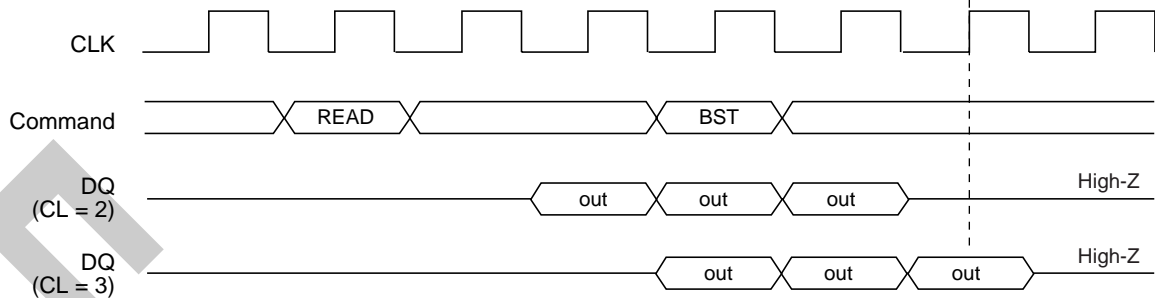 CLK
Command
READ
BST
DQ
(CL = 2)
out
out
out
High-Z
DQ
(CL = 3)
out
out
out
High-Z